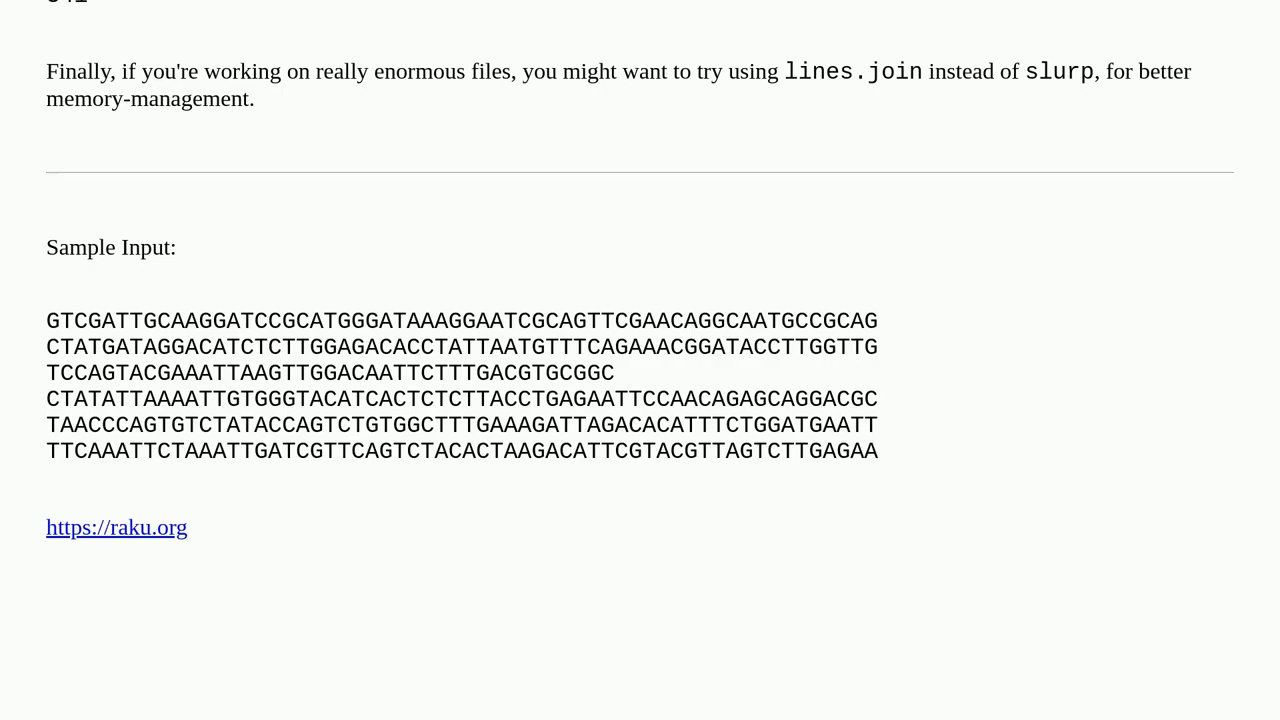 Finally, if you're working on really enormous files, you might want to try using lines.join instead of slurp, for better
memory-management.
Sample Input:
GTCGATTGCAAGGATCCGCATGGGATAAAGGAATCGCAGTTCGAACAGGCAATGCCGCAG
CTATGATAGGACATCTCTTGGAGACACCTATTAATGTTTCAGAAACGGATACCTTGGTTG
TCCAGTACGAAATTAAGTTGGACAATTCTTTGACGTGCGGC
CTATATTAAAATTGTGGGTACATCACTCTCTTACCTGAGAATTCCAACAGAGCAGGACGC
TAACCCAGTGTCTATACCAGTCTGTGGCTTTGAAAGATTAGACACATTTCTGGATGAATT
TTCAAATTCTAAATTGATCGTTCAGTCTACACTAAGACATTCGTACGTTAGTCTTGAGAA
https://raku.org